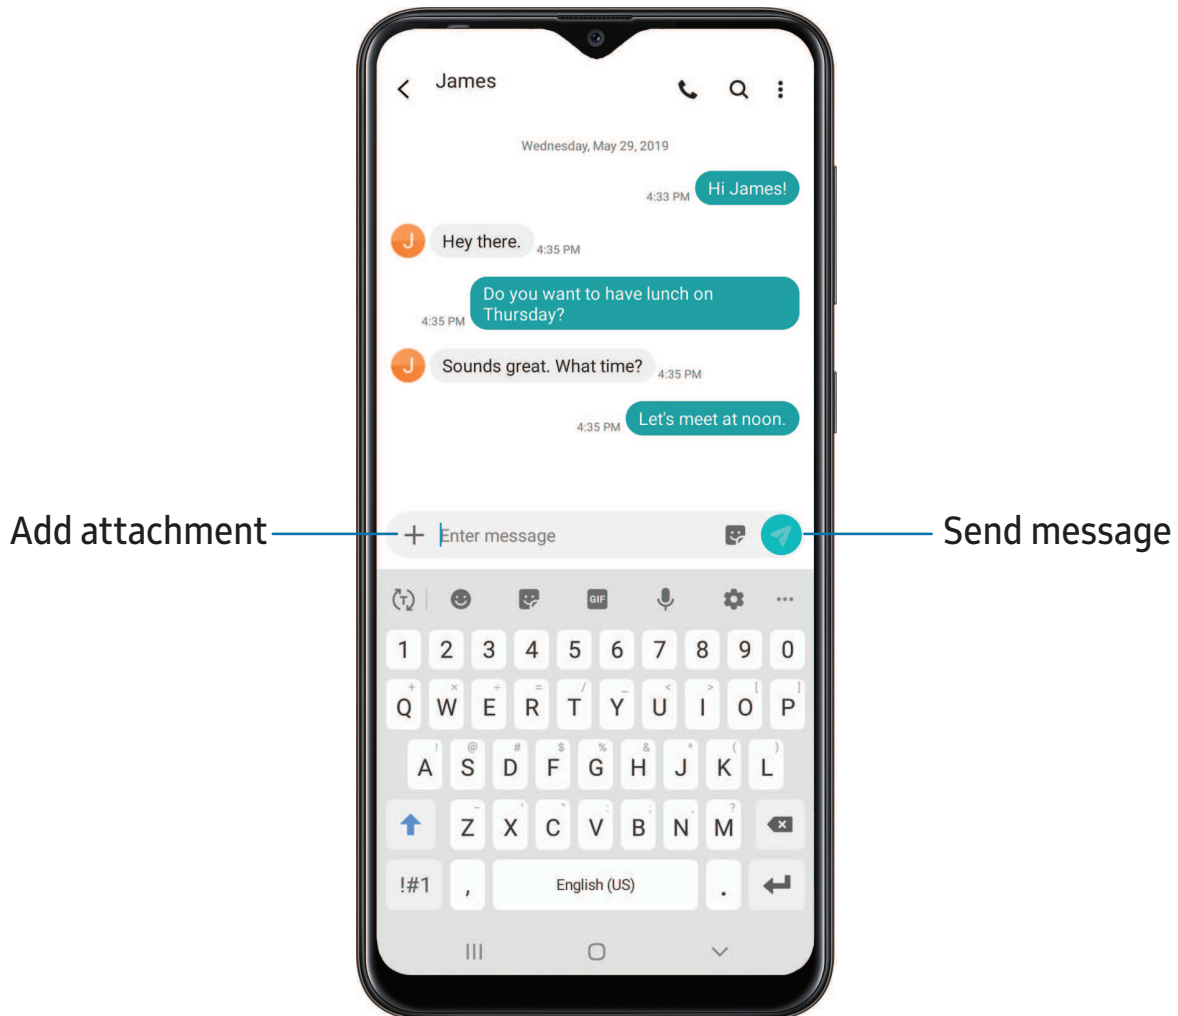 James
Wednesday, May 29, 2019
4:33 PM Hi James!
J Hey there. 4:35 PM
Do you want to have lunch on
4:35 PM Thursday?
J Sounds great. What time? 4:35 PM
4:35 PM Let's meet at noon.
Add attachment + Enter message Send message
T GIF
1 2 3 4 5 6 7 8 9 0
+ × ÷ = / _ < > [ ]
Q W E R T Y U I O P
! @ # $ % & * ( )
A S D F G H J K L
- ' " : ; , ?
Z X C V B N M
!#1 , English (US) .